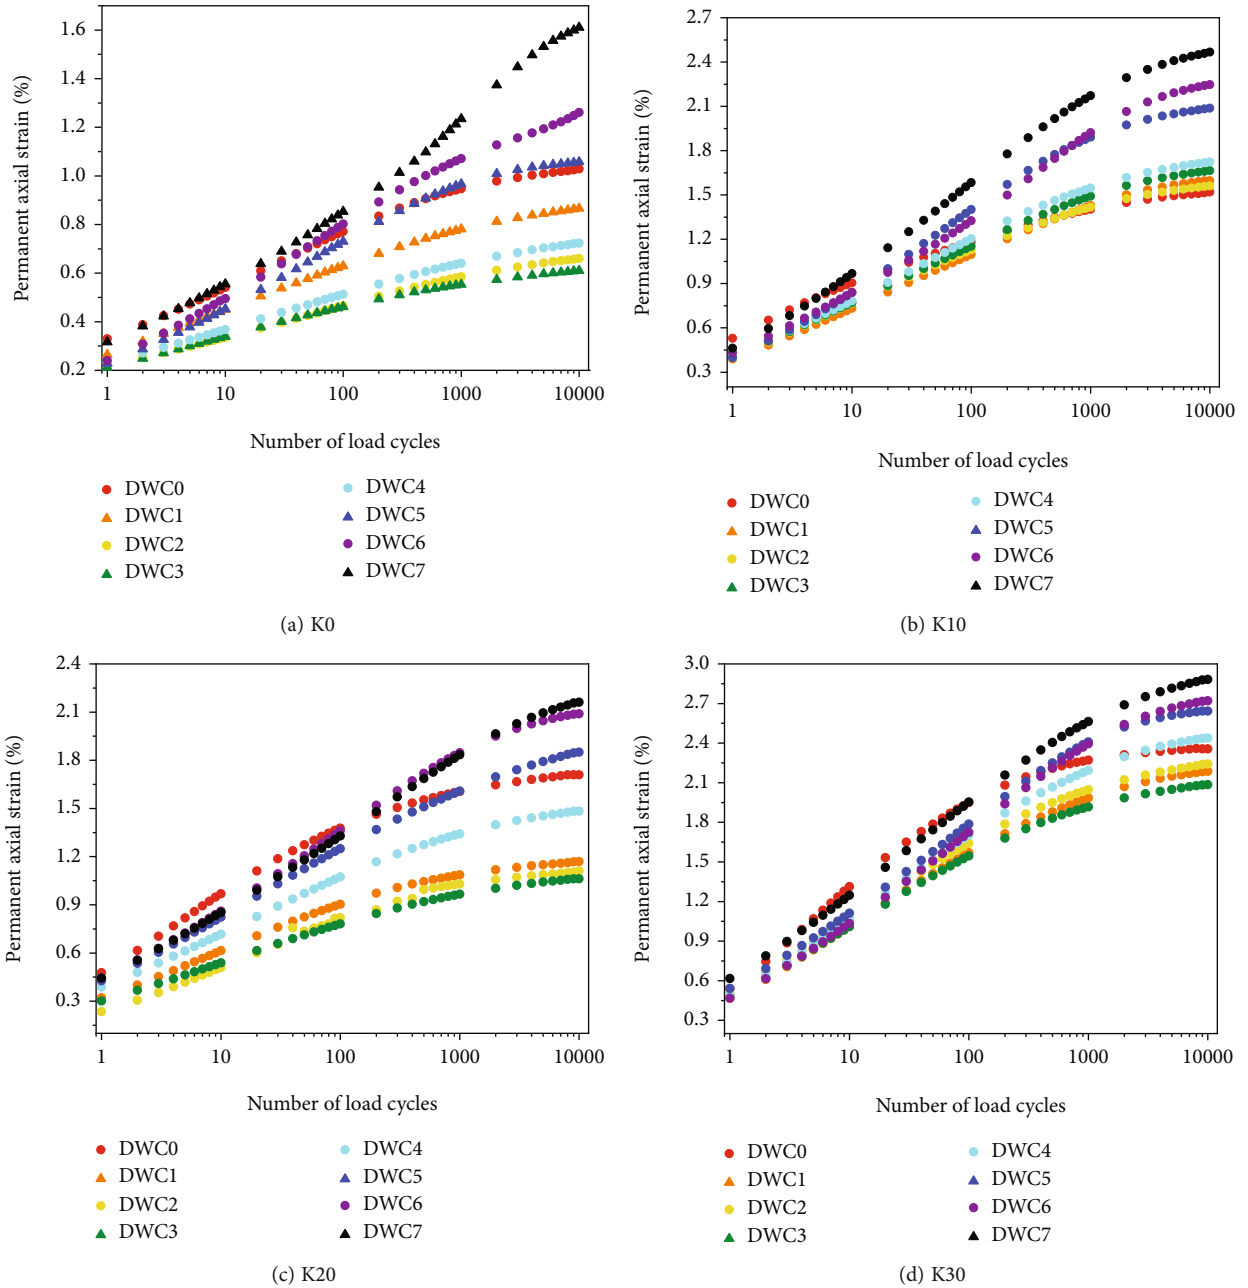 1.6
1.4
1.2
1.0
0.8
0.6
0.4
0.2
Permanent axial strain (%)
1 10 100 1000 10000
Number of load cycles
DWC0
DWC1
DWC2
DWC3
DWC4
DWC5
DWC6
DWC7
(a) K0
2.7
2.4
2.1
1.8
1.5
1.2
0.9
0.6
0.3
Permanent axial strain (%)
1 10 100 1000 10000
Number of load cycles
DWC0
DWC1
DWC2
DWC3
DWC4
DWC5
DWC6
DWC7
(b) K10
2.4
2.1
1.8
1.5
1.2
0.9
0.6
0.3
Permanent axial strain (%)
1 10 100 1000 10000
Number of load cycles
DWC0
DWC1
DWC2
DWC3
DWC4
DWC5
DWC6
DWC7
(c) K20
3.0
2.7
2.4
2.1
1.8
1.5
1.2
0.9
0.6
0.3
Permanent axial strain (%)
1 10 100 1000 10000
Number of load cycles
DWC0
DWC1
DWC2
DWC3
DWC4
DWC5
DWC6
DWC7
(d) K30